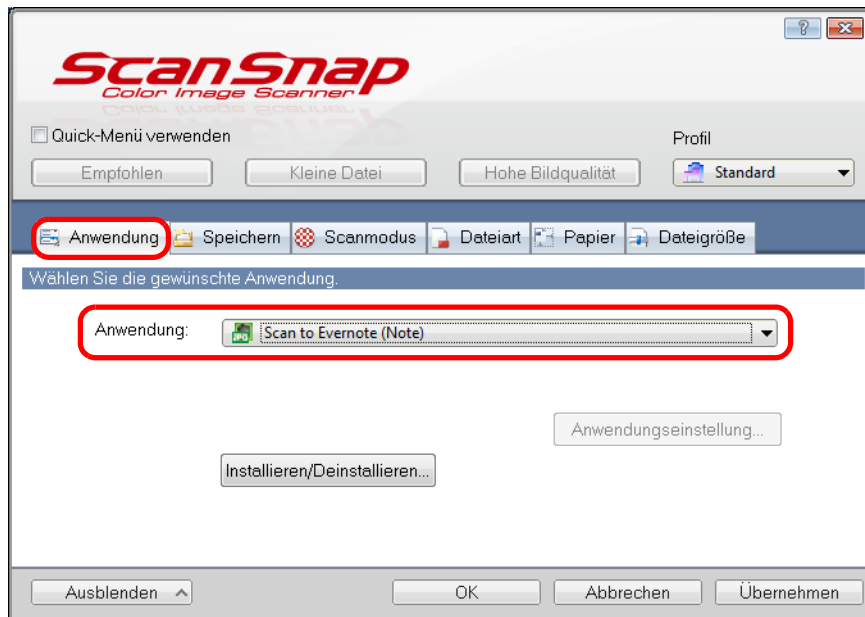 ?
ScanSnap
Color Image Scanner
Quick-Menü verwenden
Profil
Empfohlen Kleine Datei Hohe Bildqualität Standard
Anwendung Speichern Scanmodus Dateiart Papier Dateigröße
Wählen Sie die gewünschte Anwendung.
Anwendung: JPG Scan to Evernote (Note)
Anwendungseinstellung...
Installieren/Deinstallieren...
Ausblenden OK Abbrechen Übernehmen